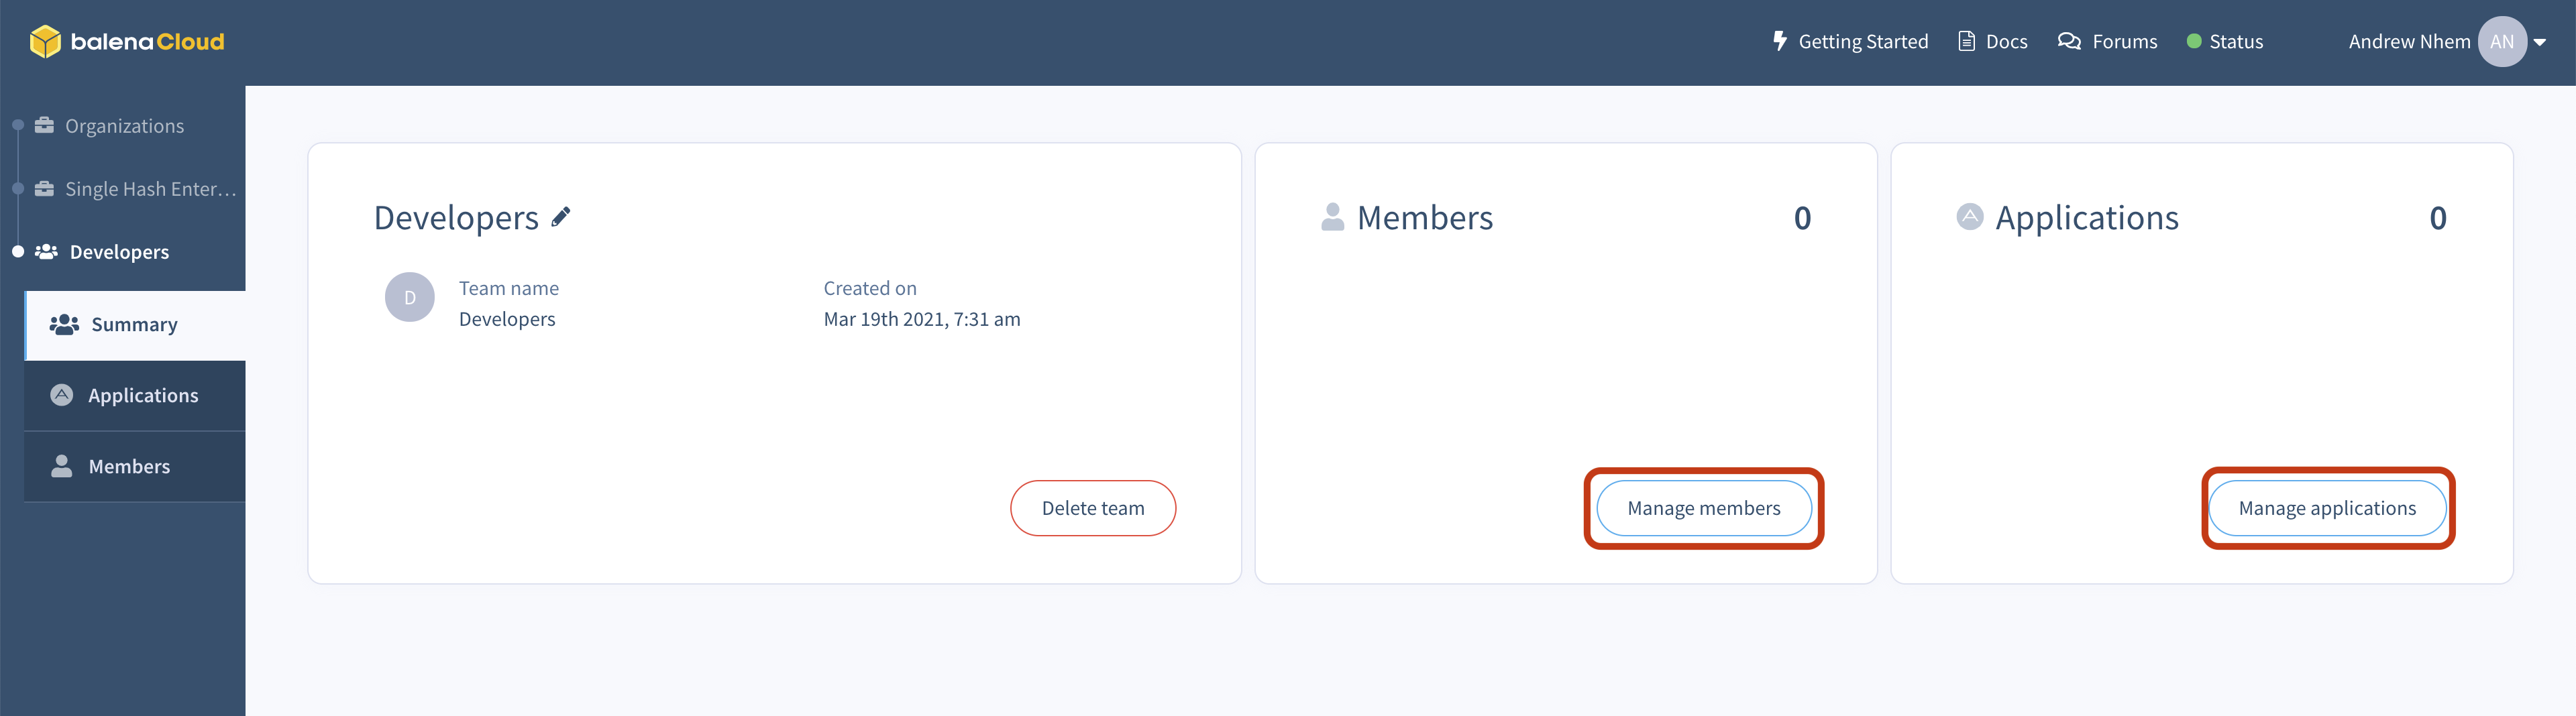 balenaCloud
Getting Started
Docs
Forums
Status
Andrew Nhem
AN
Organizations
Single Hash Enter...
Developers
Summary
Applications
Members
Developers
D
Team name
Developers
Created on
Mar 19th 2021, 7:31 am
Delete team
Members
0
Manage members
Applications
0
Manage applications